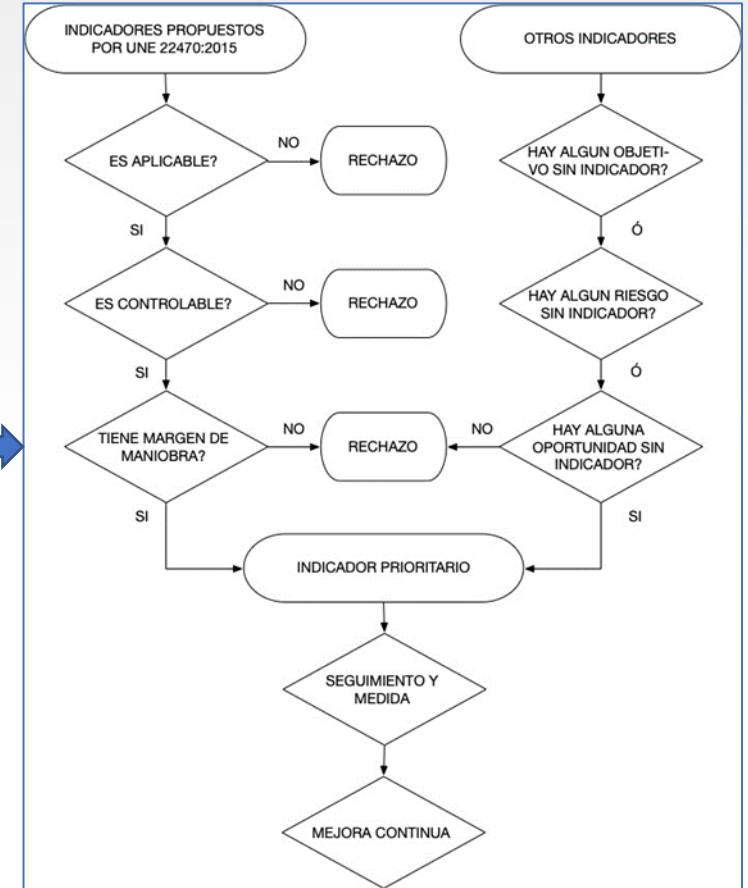 INDICADORES PROPUESTOS
POR UNE 22470:2015
OTROS INDICADORES
ES APLICABLE?
NO
RECHAZO
HAY ALGUN OBJETI-
VO SIN INDICADOR?
SI
Ó
ES CONTROLABLE?
NO
RECHAZO
HAY ALGUN RIESGO
SIN INDICADOR?
SI
Ó
TIENE MARGEN DE
MANIOBRA?
NO
RECHAZO
NO
HAY ALGUNA
OPORTUNIDAD SIN
INDICADOR?
SI
SI
INDICADOR PRIORITARIO
SEGUIMIENTO Y
MEDIDA
MEJORA CONTINUA